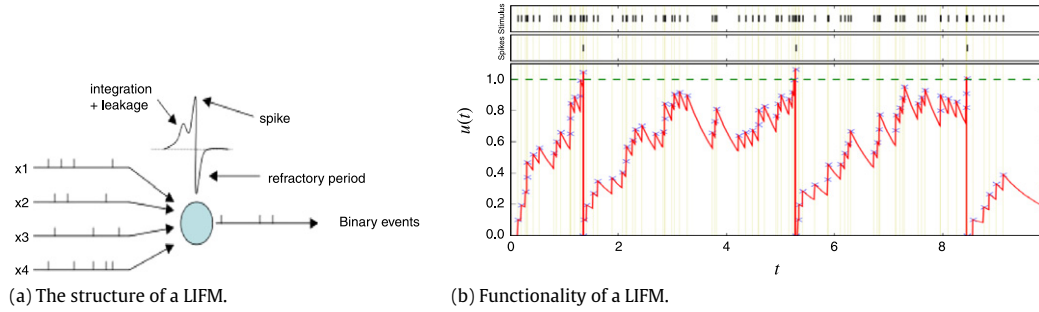 integration
+ leakage
spike
refractory period
x1
x2
x3
x4
Binary events
(a) The structure of a LIFM.
Spikes Stimulus
u(t)
1.0
0.8
0.6
0.4
0.2
0.0
0 2 4 6 8
t
(b) Functionality of a LIFM.